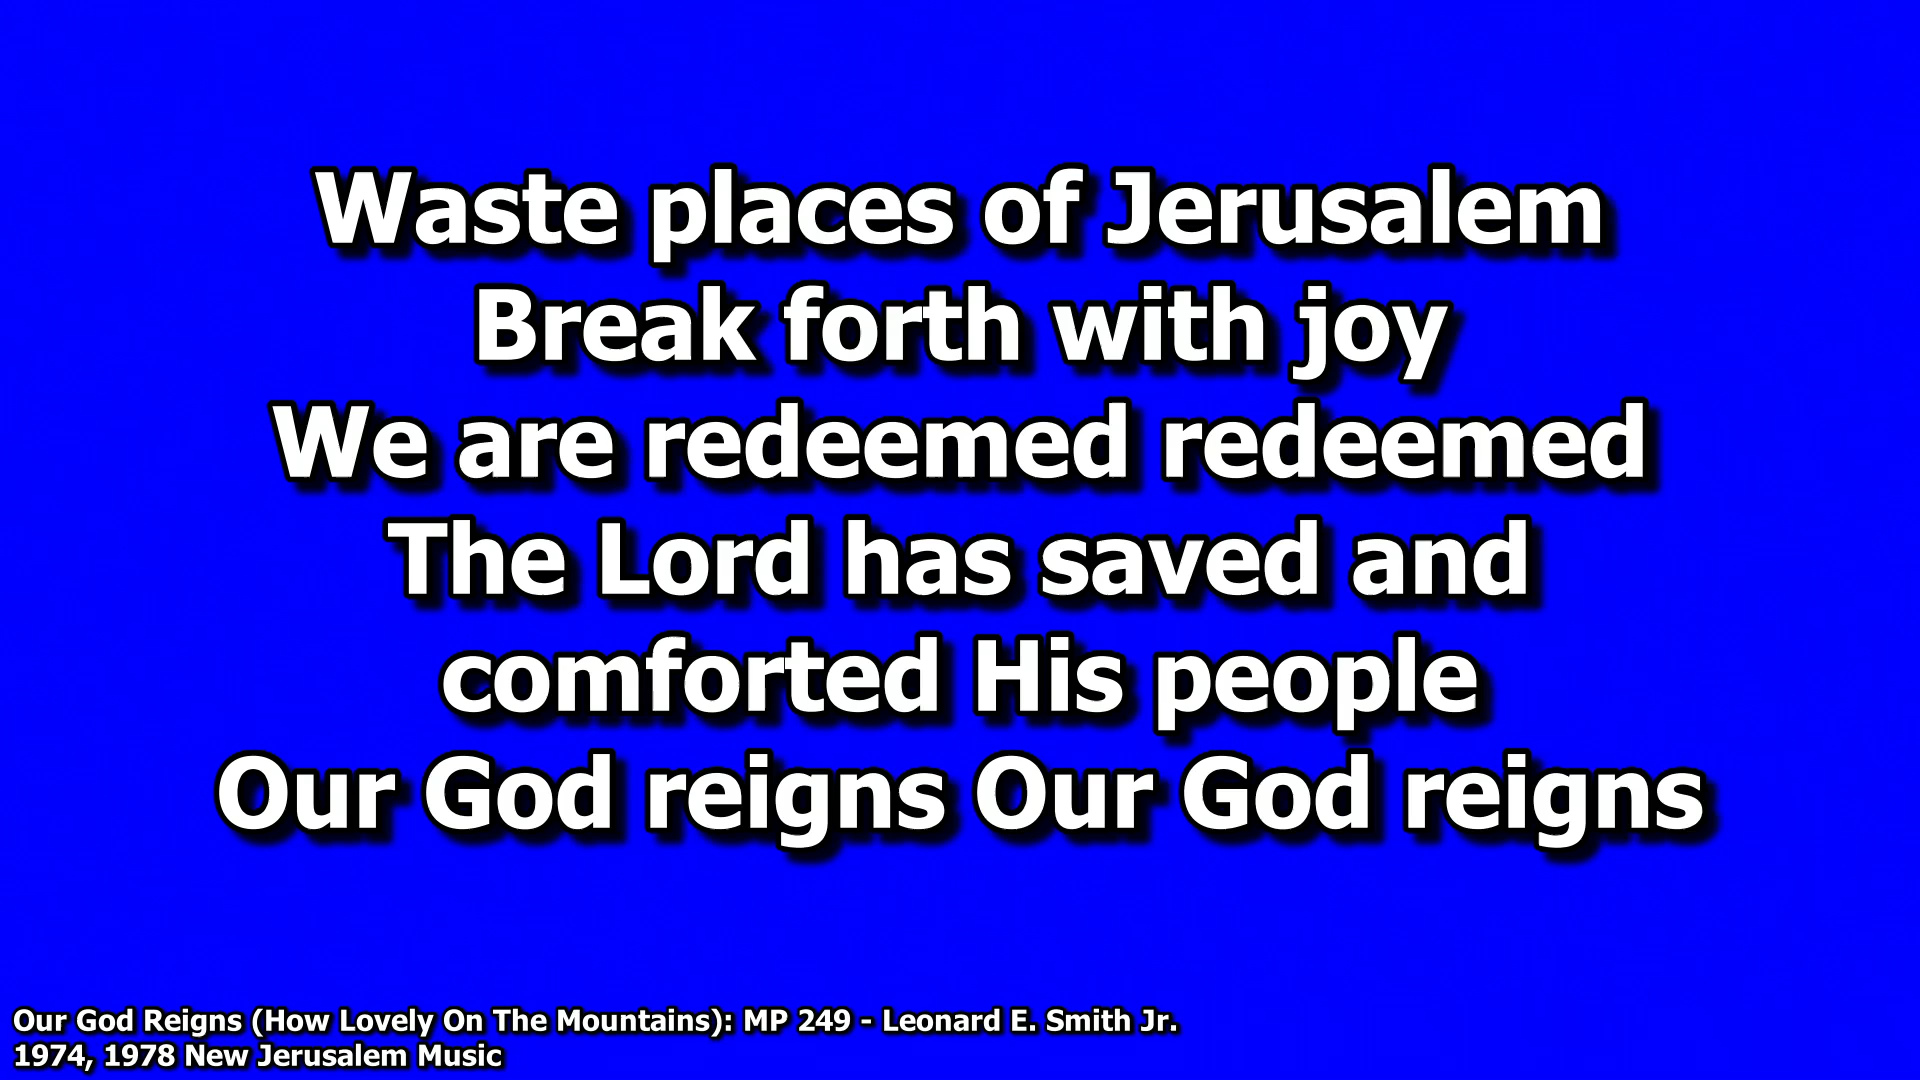 Waste places of Jerusalem
Break forth with joy
We are redeemed redeemed
The Lord has saved and
comforted His people
Our God reigns Our God reigns
Our God Reigns (How Lovely On The Mountains): MP 249 - Leonard E. Smith Jr.
1974, 1978 New Jerusalem Music